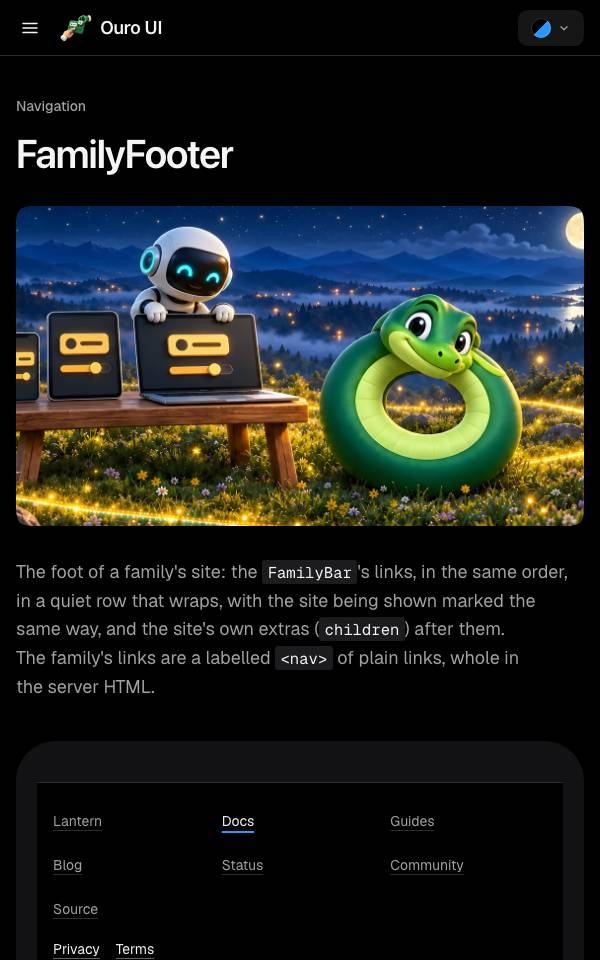 Ouro UI
Navigation
FamilyFooter
The foot of a family's site: the FamilyBar's links, in the same order,
in a quiet row that wraps, with the site being shown marked the
same way, and the site's own extras (children) after them.
The family's links are a labelled <nav> of plain links, whole in
the server HTML.
Lantern Docs Guides
Blog Status Community
Source
Privacy Terms